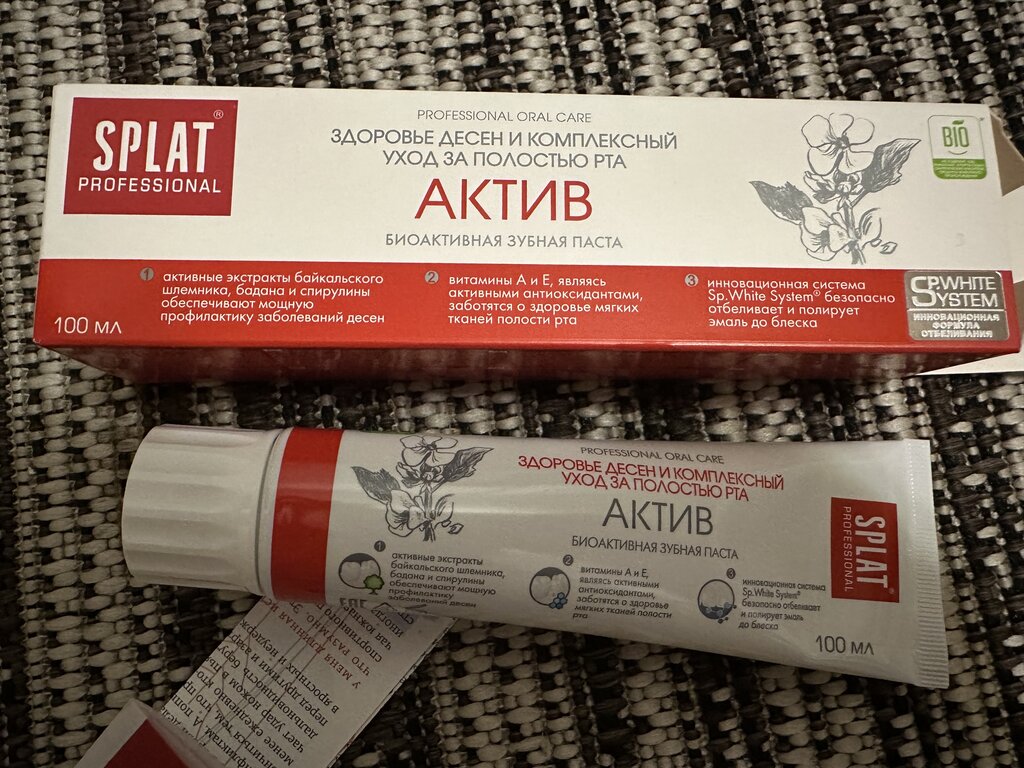 SPLAT®
PROFESSIONAL
PROFESSIONAL ORAL CARE
ЗДОРОВЬЕ ДЕСЕН И КОМПЛЕКСНЫЙ
УХОД ЗА ПОЛОСТЬЮ РТА
АКТИВ
БИОАКТИВНАЯ ЗУБНАЯ ПАСТА
BIO
1 активные экстракты байкальского
шлемника, бадана и спирулины
обеспечивают мощную
профилактику заболеваний десен
2 витамины А и Е, являясь
активными антиоксидантами,
заботятся о здоровье мягких
тканей полости рта
3 инновационная система
Sp.White System® безопасно
отбеливает и полирует
эмаль до блеска
SP.WHITE
SYSTEM
ИННОВАЦИОННАЯ
ФОРМУЛА
ОТБЕЛИВАНИЯ
100 МЛ
PROFESSIONAL ORAL CARE
ЗДОРОВЬЕ ДЕСЕН И КОМПЛЕКСНЫЙ
УХОД ЗА ПОЛОСТЬЮ РТА
АКТИВ
БИОАКТИВНАЯ ЗУБНАЯ ПАСТА
1
активные экстракты
байкальского шлемника,
бадана и спирулины
обеспечивают мощную
профилактику
заболеваний десен
2
витамины А и Е,
являясь активными
антиоксидантами,
заботятся о здоровье
мягких тканей полости
рта
3
инновационная система
Sp.White System®
безопасно отбеливает
и полирует эмаль
до блеска
SPLAT®
PROFESSIONAL
100 МЛ